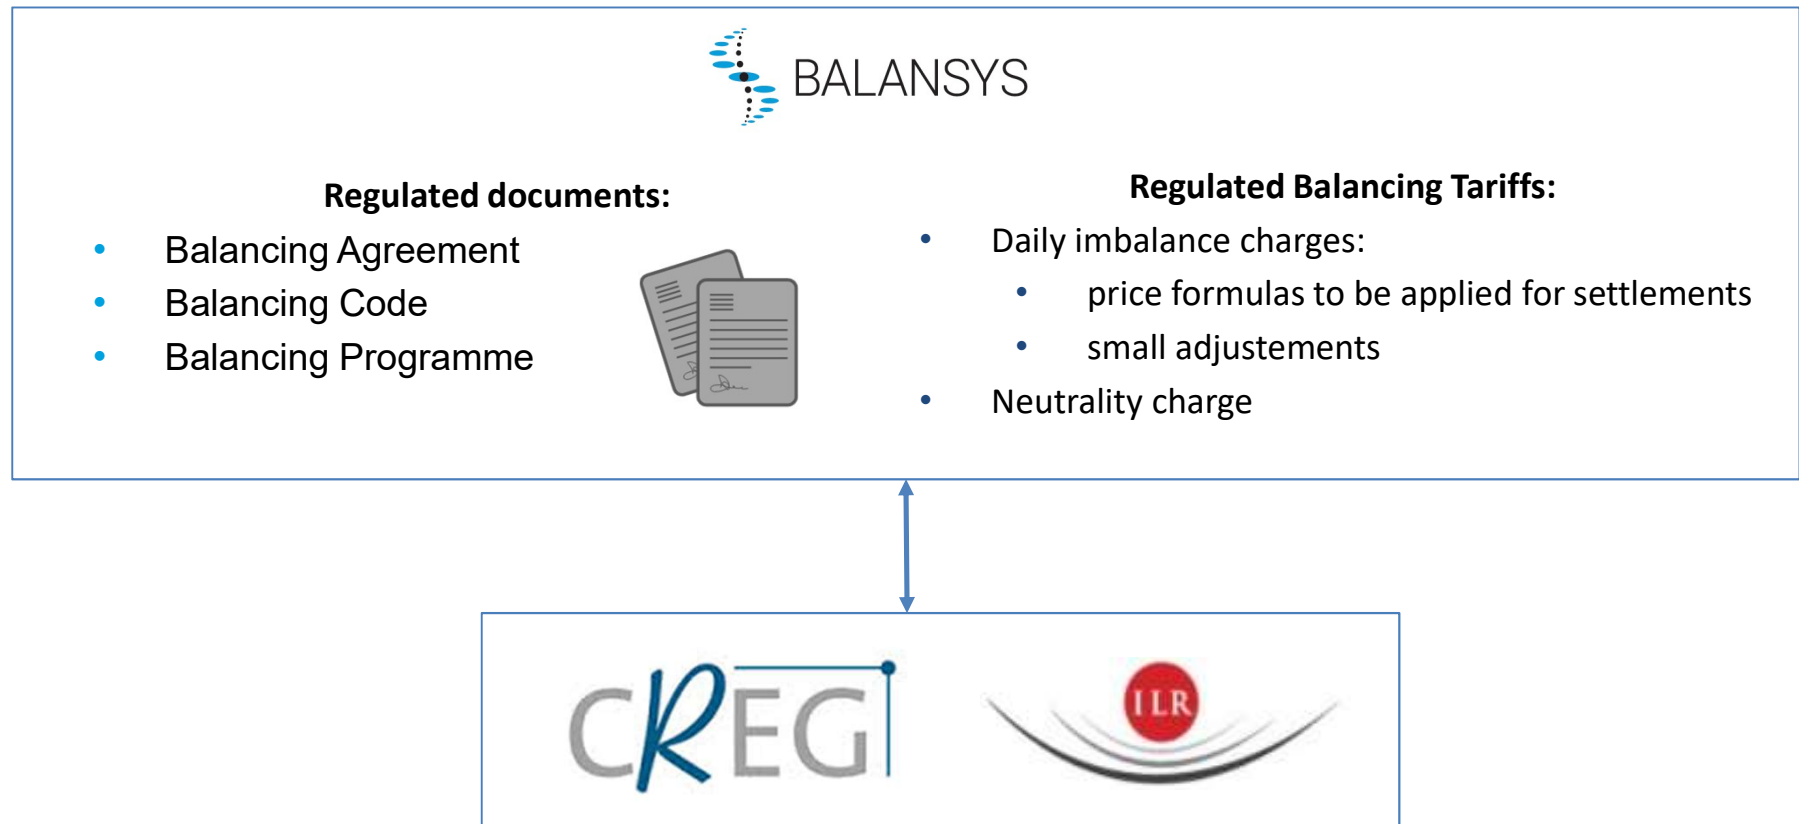 BALANSYS
Regulated documents:
• Balancing Agreement
• Balancing Code
• Balancing Programme
Regulated Balancing Tariffs:
• Daily imbalance charges:
• price formulas to be applied for settlements
• small adjustements
• Neutrality charge
CREG
ILR